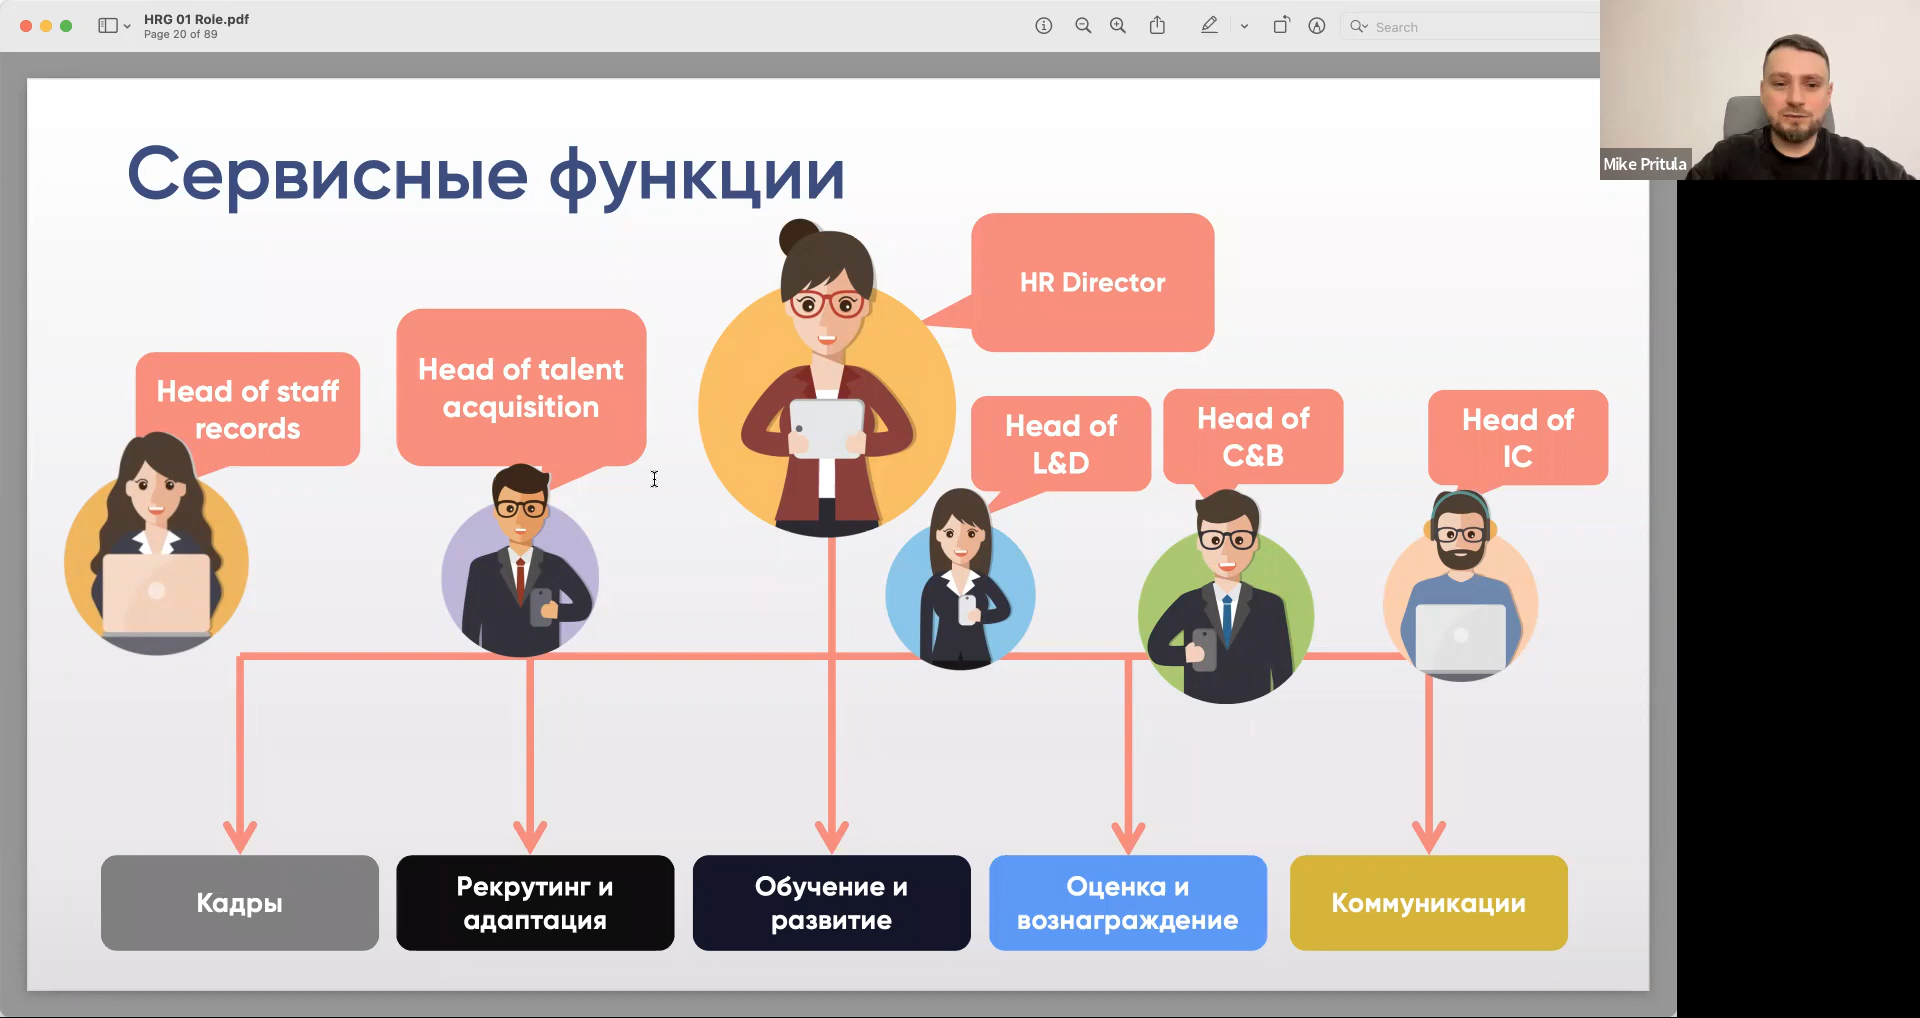 HRG 01 Role.pdf
Page 20 of 89
Search
Mike Pritula
Сервисные функции
HR Director
Head of staff
records
Head of talent
acquisition
Head of
L&D
Head of
C&B
Head of
IC
Кадры
Рекрутинг и
адаптация
Обучение и
развитие
Оценка и
вознаграждение
Коммуникации